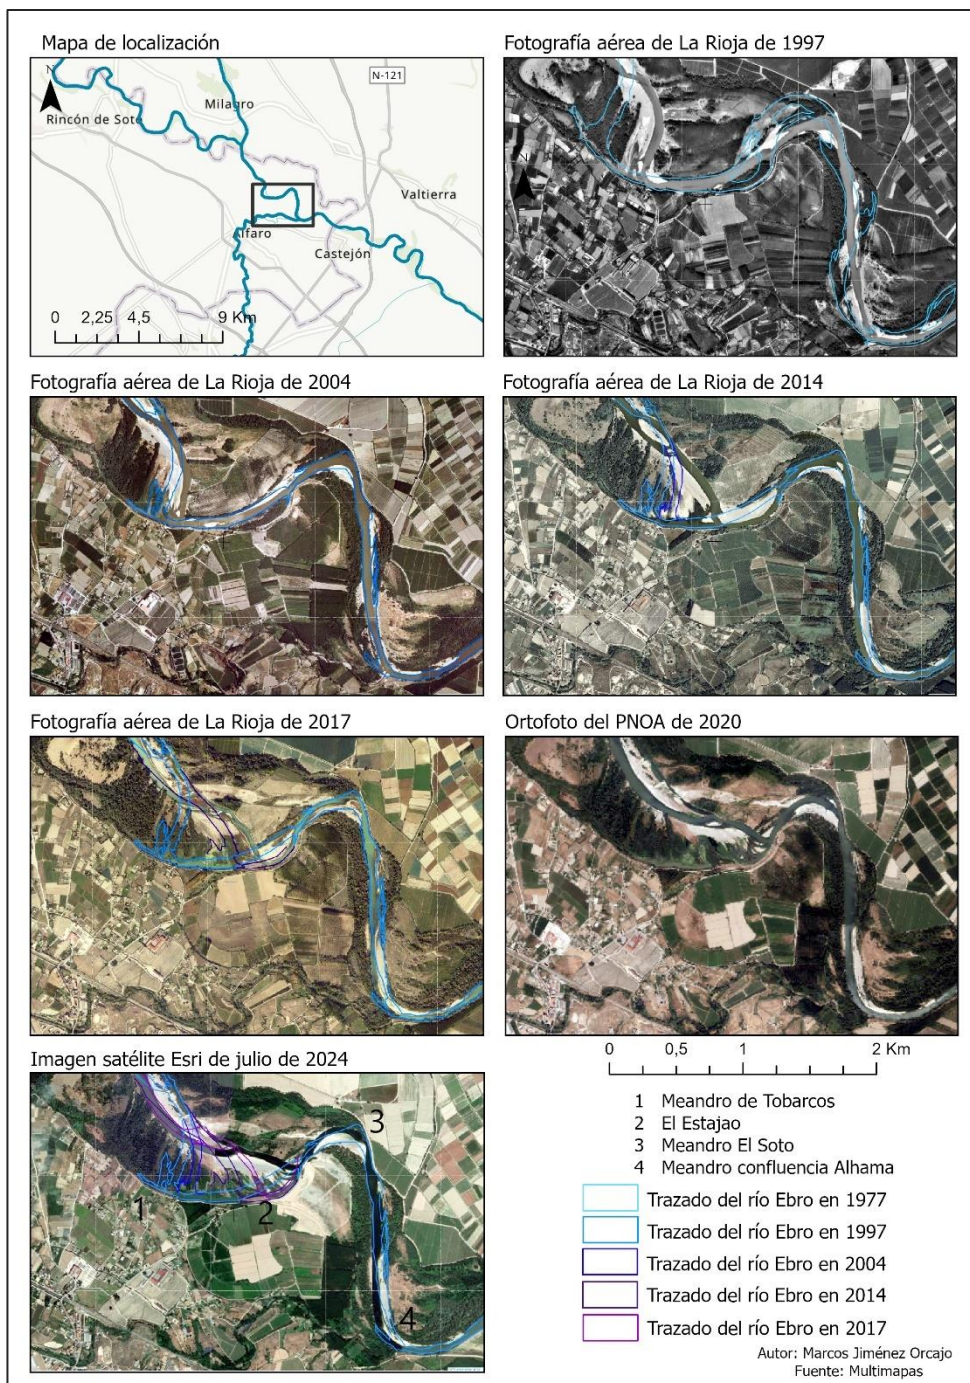 Mapa de localización
N
N-121
Milagro
Rincón de Soto
Valtierra
Alfaro
Castejón
0 2,25 4,5 9 Km
Fotografía aérea de La Rioja de 1997
N
Fotografía aérea de La Rioja de 2004
Fotografía aérea de La Rioja de 2014
Fotografía aérea de La Rioja de 2017
Ortofoto del PNOA de 2020
Imagen satélite Esri de julio de 2024
1
2
3
4
0 0,5 1 2 Km
1 Meandro de Tobarcos
2 El Estajao
3 Meandro El Soto
4 Meandro confluencia Alhama
Trazado del río Ebro en 1977
Trazado del río Ebro en 1997
Trazado del río Ebro en 2004
Trazado del río Ebro en 2014
Trazado del río Ebro en 2017
Autor: Marcos Jiménez Orcajo
Fuente: Multimapas